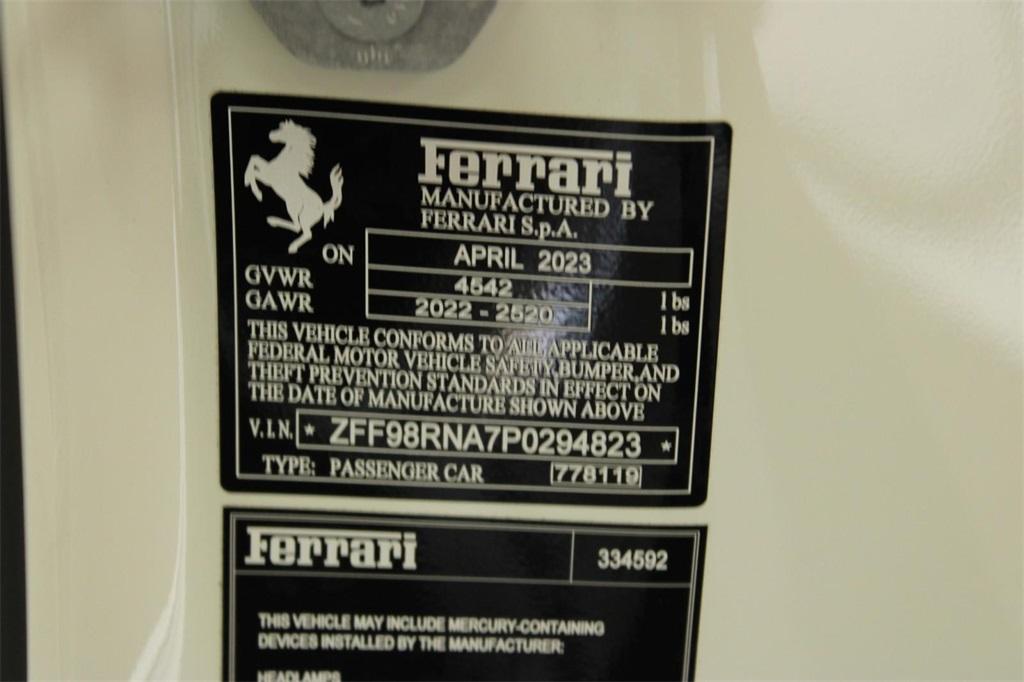 Ferrari
MANUFACTURED BY
FERRARI S.p.A.
ON APRIL 2023
GVWR 4542 lbs
GAWR 2022 - 2520 lbs
THIS VEHICLE CONFORMS TO ALL APPLICABLE
FEDERAL MOTOR VEHICLE SAFETY, BUMPER, AND
THEFT PREVENTION STANDARDS IN EFFECT ON
THE DATE OF MANUFACTURE SHOWN ABOVE
V.I.N. * ZFF98RNA7P0294823 *
TYPE: PASSENGER CAR 778119
Ferrari 334592
THIS VEHICLE MAY INCLUDE MERCURY-CONTAINING
DEVICES INSTALLED BY THE MANUFACTURER:
HEADLAMPS